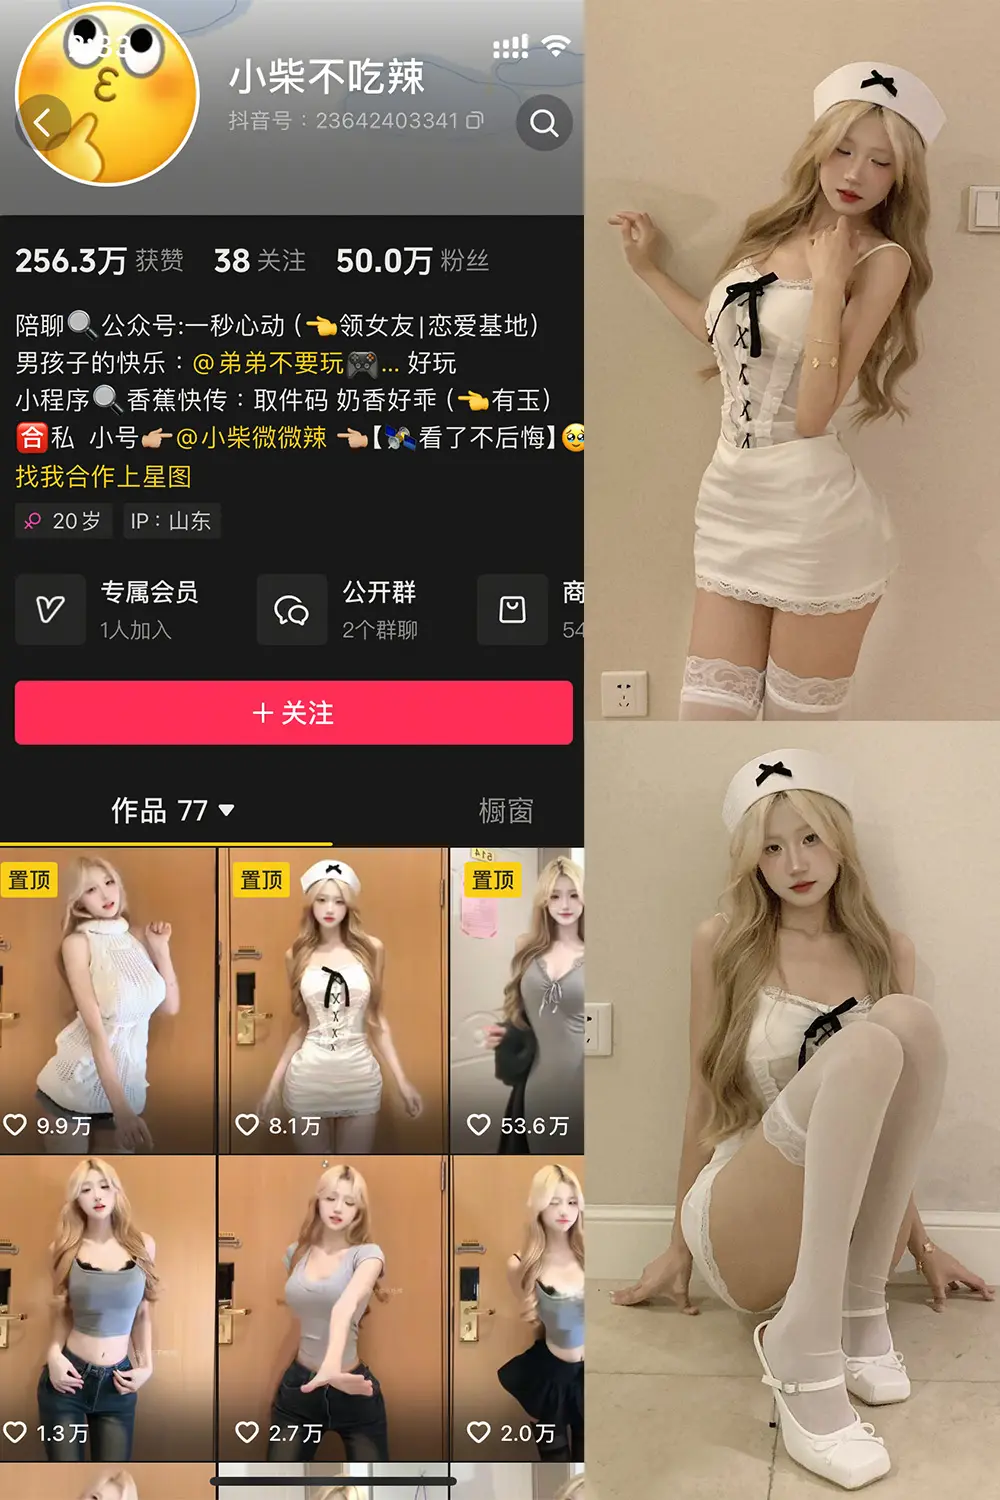 小柴不吃辣
抖音号：23642403341
256.3万 获赞 38 关注 50.0万 粉丝
陪聊🔍公众号:一秒心动（👈领女友|恋爱基地）
男孩子的快乐：@弟弟不要玩🎮... 好玩
小程序🔍香蕉快传：取件码 奶香好乖（👈有玉）
🈴私 小号👉@小柴微微辣 👈【🛰️看了不后悔】🥹
找我合作上星图
20岁 IP：山东
专属会员 公开群 商
1人加入 2个群聊 54
+ 关注
作品 77 橱窗
置顶 置顶 置顶
9.9万 8.1万 53.6万
1.3万 2.7万 2.0万